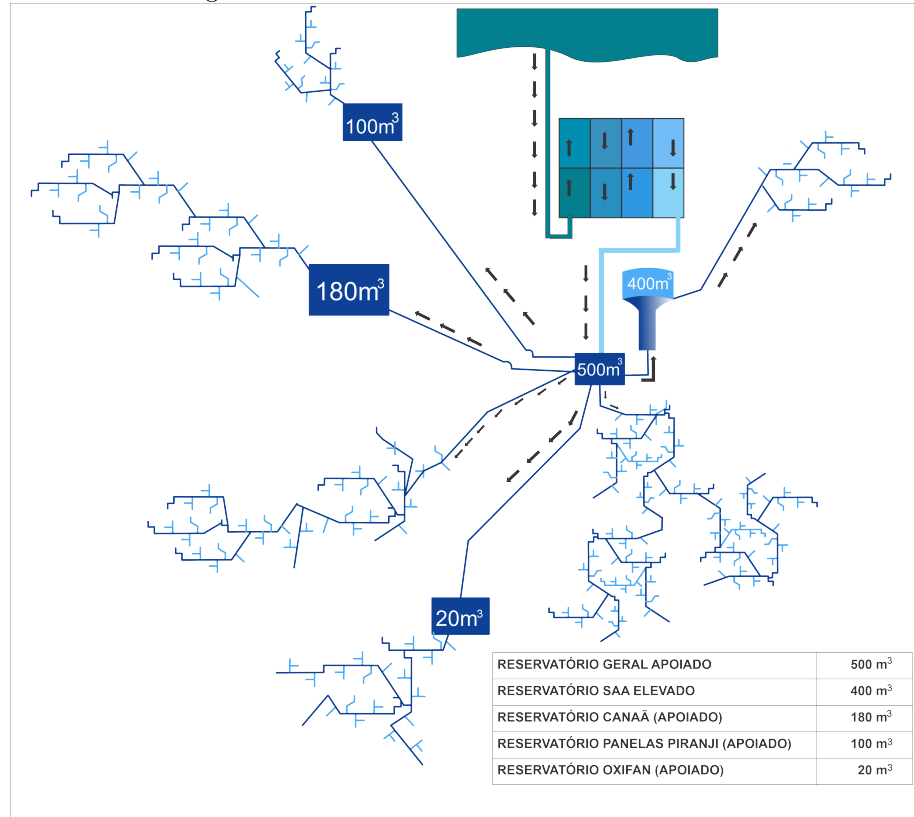 100m³
180m³
400m³
500m³
20m³
RESERVATÓRIO GERAL APOIADO 500 m³
RESERVATÓRIO SAA ELEVADO 400 m³
RESERVATÓRIO CANAÃ (APOIADO) 180 m³
RESERVATÓRIO PANELAS PIRANJI (APOIADO) 100 m³
RESERVATÓRIO OXIFAN (APOIADO) 20 m³